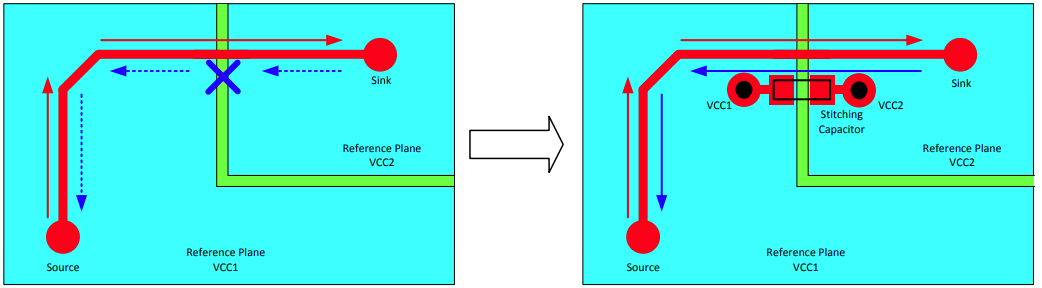 Sink
Reference Plane
VCC2
Reference Plane
VCC1
Source
Sink
VCC1
VCC2
Stitching
Capacitor
Reference Plane
VCC2
Reference Plane
VCC1
Source